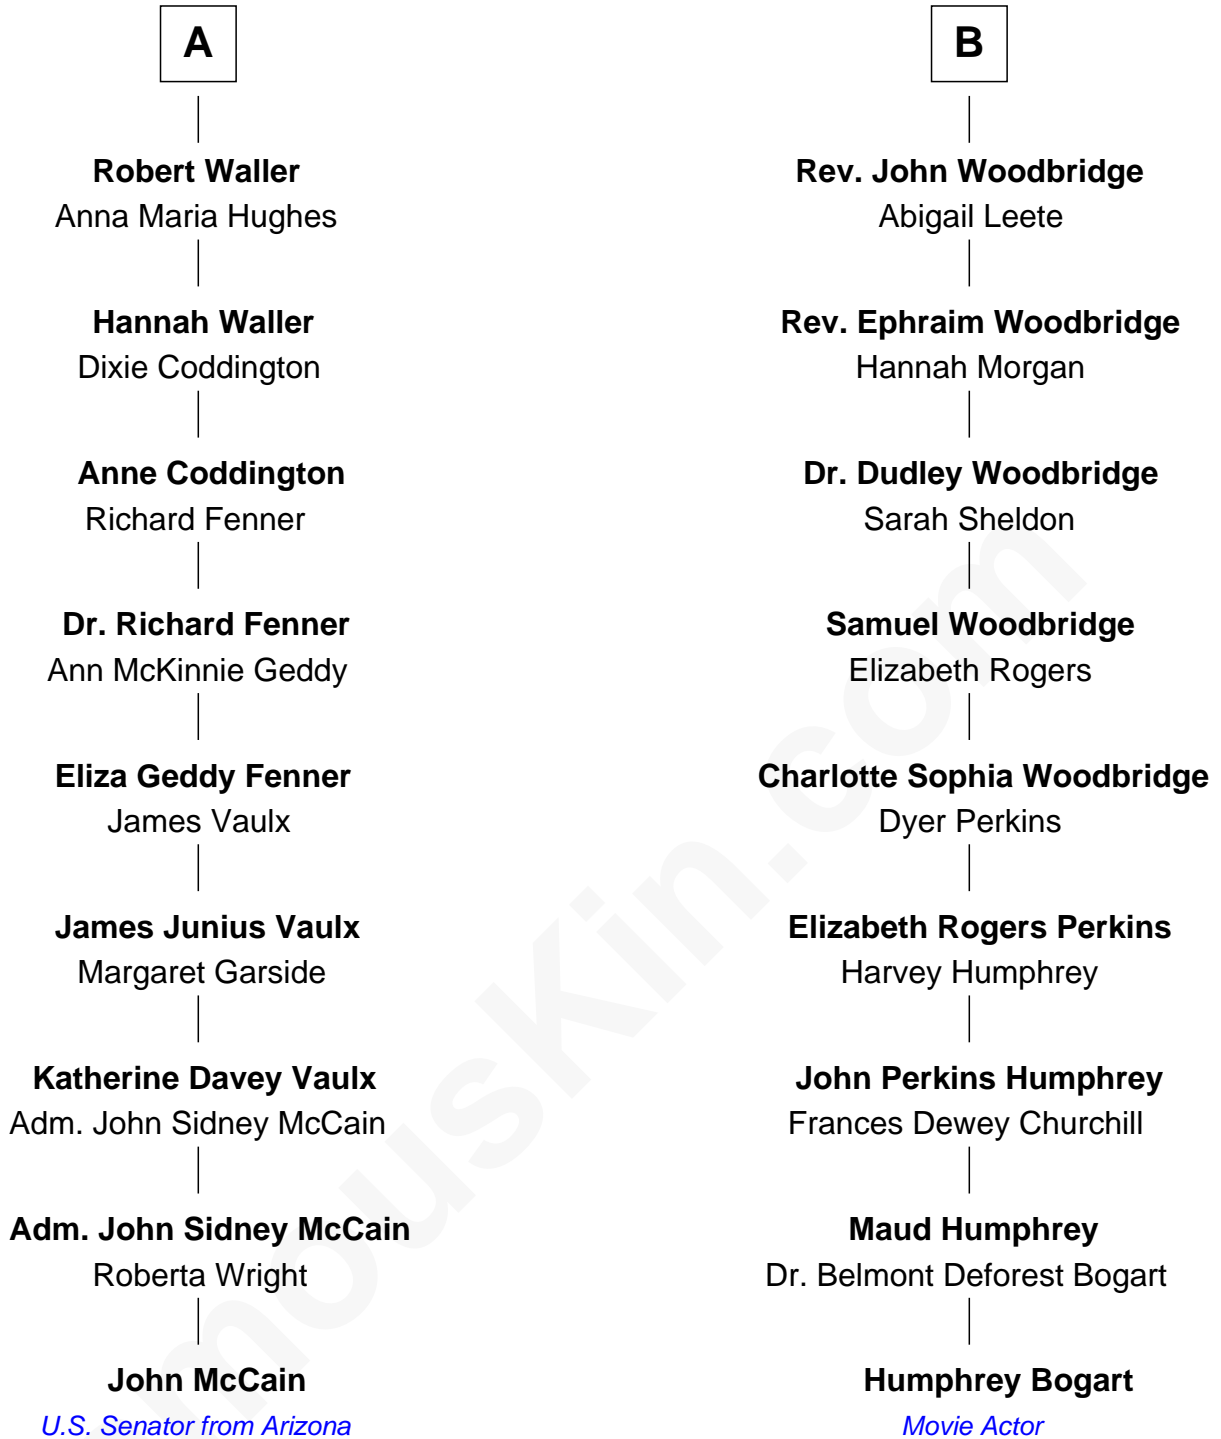 A
Robert Waller
Anna Maria Hughes
Hannah Waller
Dixie Coddington
Anne Coddington
Richard Fenner
Dr. Richard Fenner
Ann McKinnie Geddy
Eliza Geddy Fenner
James Vaulx
James Junius Vaulx
Margaret Garside
Katherine Davey Vaulx
Adm. John Sidney McCain
Adm. John Sidney McCain
Roberta Wright
John McCain
U.S. Senator from Arizona
B
Rev. John Woodbridge
Abigail Leete
Rev. Ephraim Woodbridge
Hannah Morgan
Dr. Dudley Woodbridge
Sarah Sheldon
Samuel Woodbridge
Elizabeth Rogers
Charlotte Sophia Woodbridge
Dyer Perkins
Elizabeth Rogers Perkins
Harvey Humphrey
John Perkins Humphrey
Frances Dewey Churchill
Maud Humphrey
Dr. Belmont Deforest Bogart
Humphrey Bogart
Movie Actor
mousKin.com